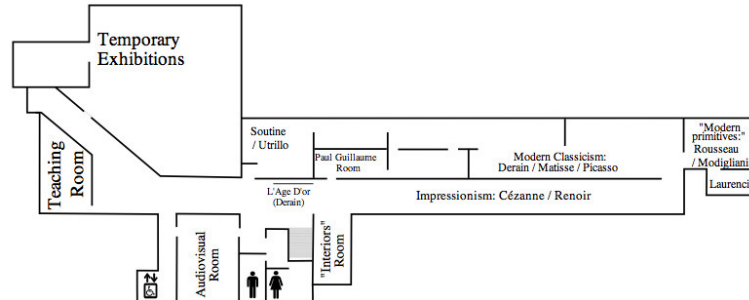 Temporary
Exhibitions
Soutine
/ Utrillo
Paul Guillaume
Room
Modern Classicism:
Derain / Matisse / Picasso
"Modern
primitives:"
Rousseau
/ Modigliani
Laurencin
Teaching
Room
L'Age D'or
(Derain)
Impressionism: Cézanne / Renoir
Audiovisual
Room
"Interiors"
Room